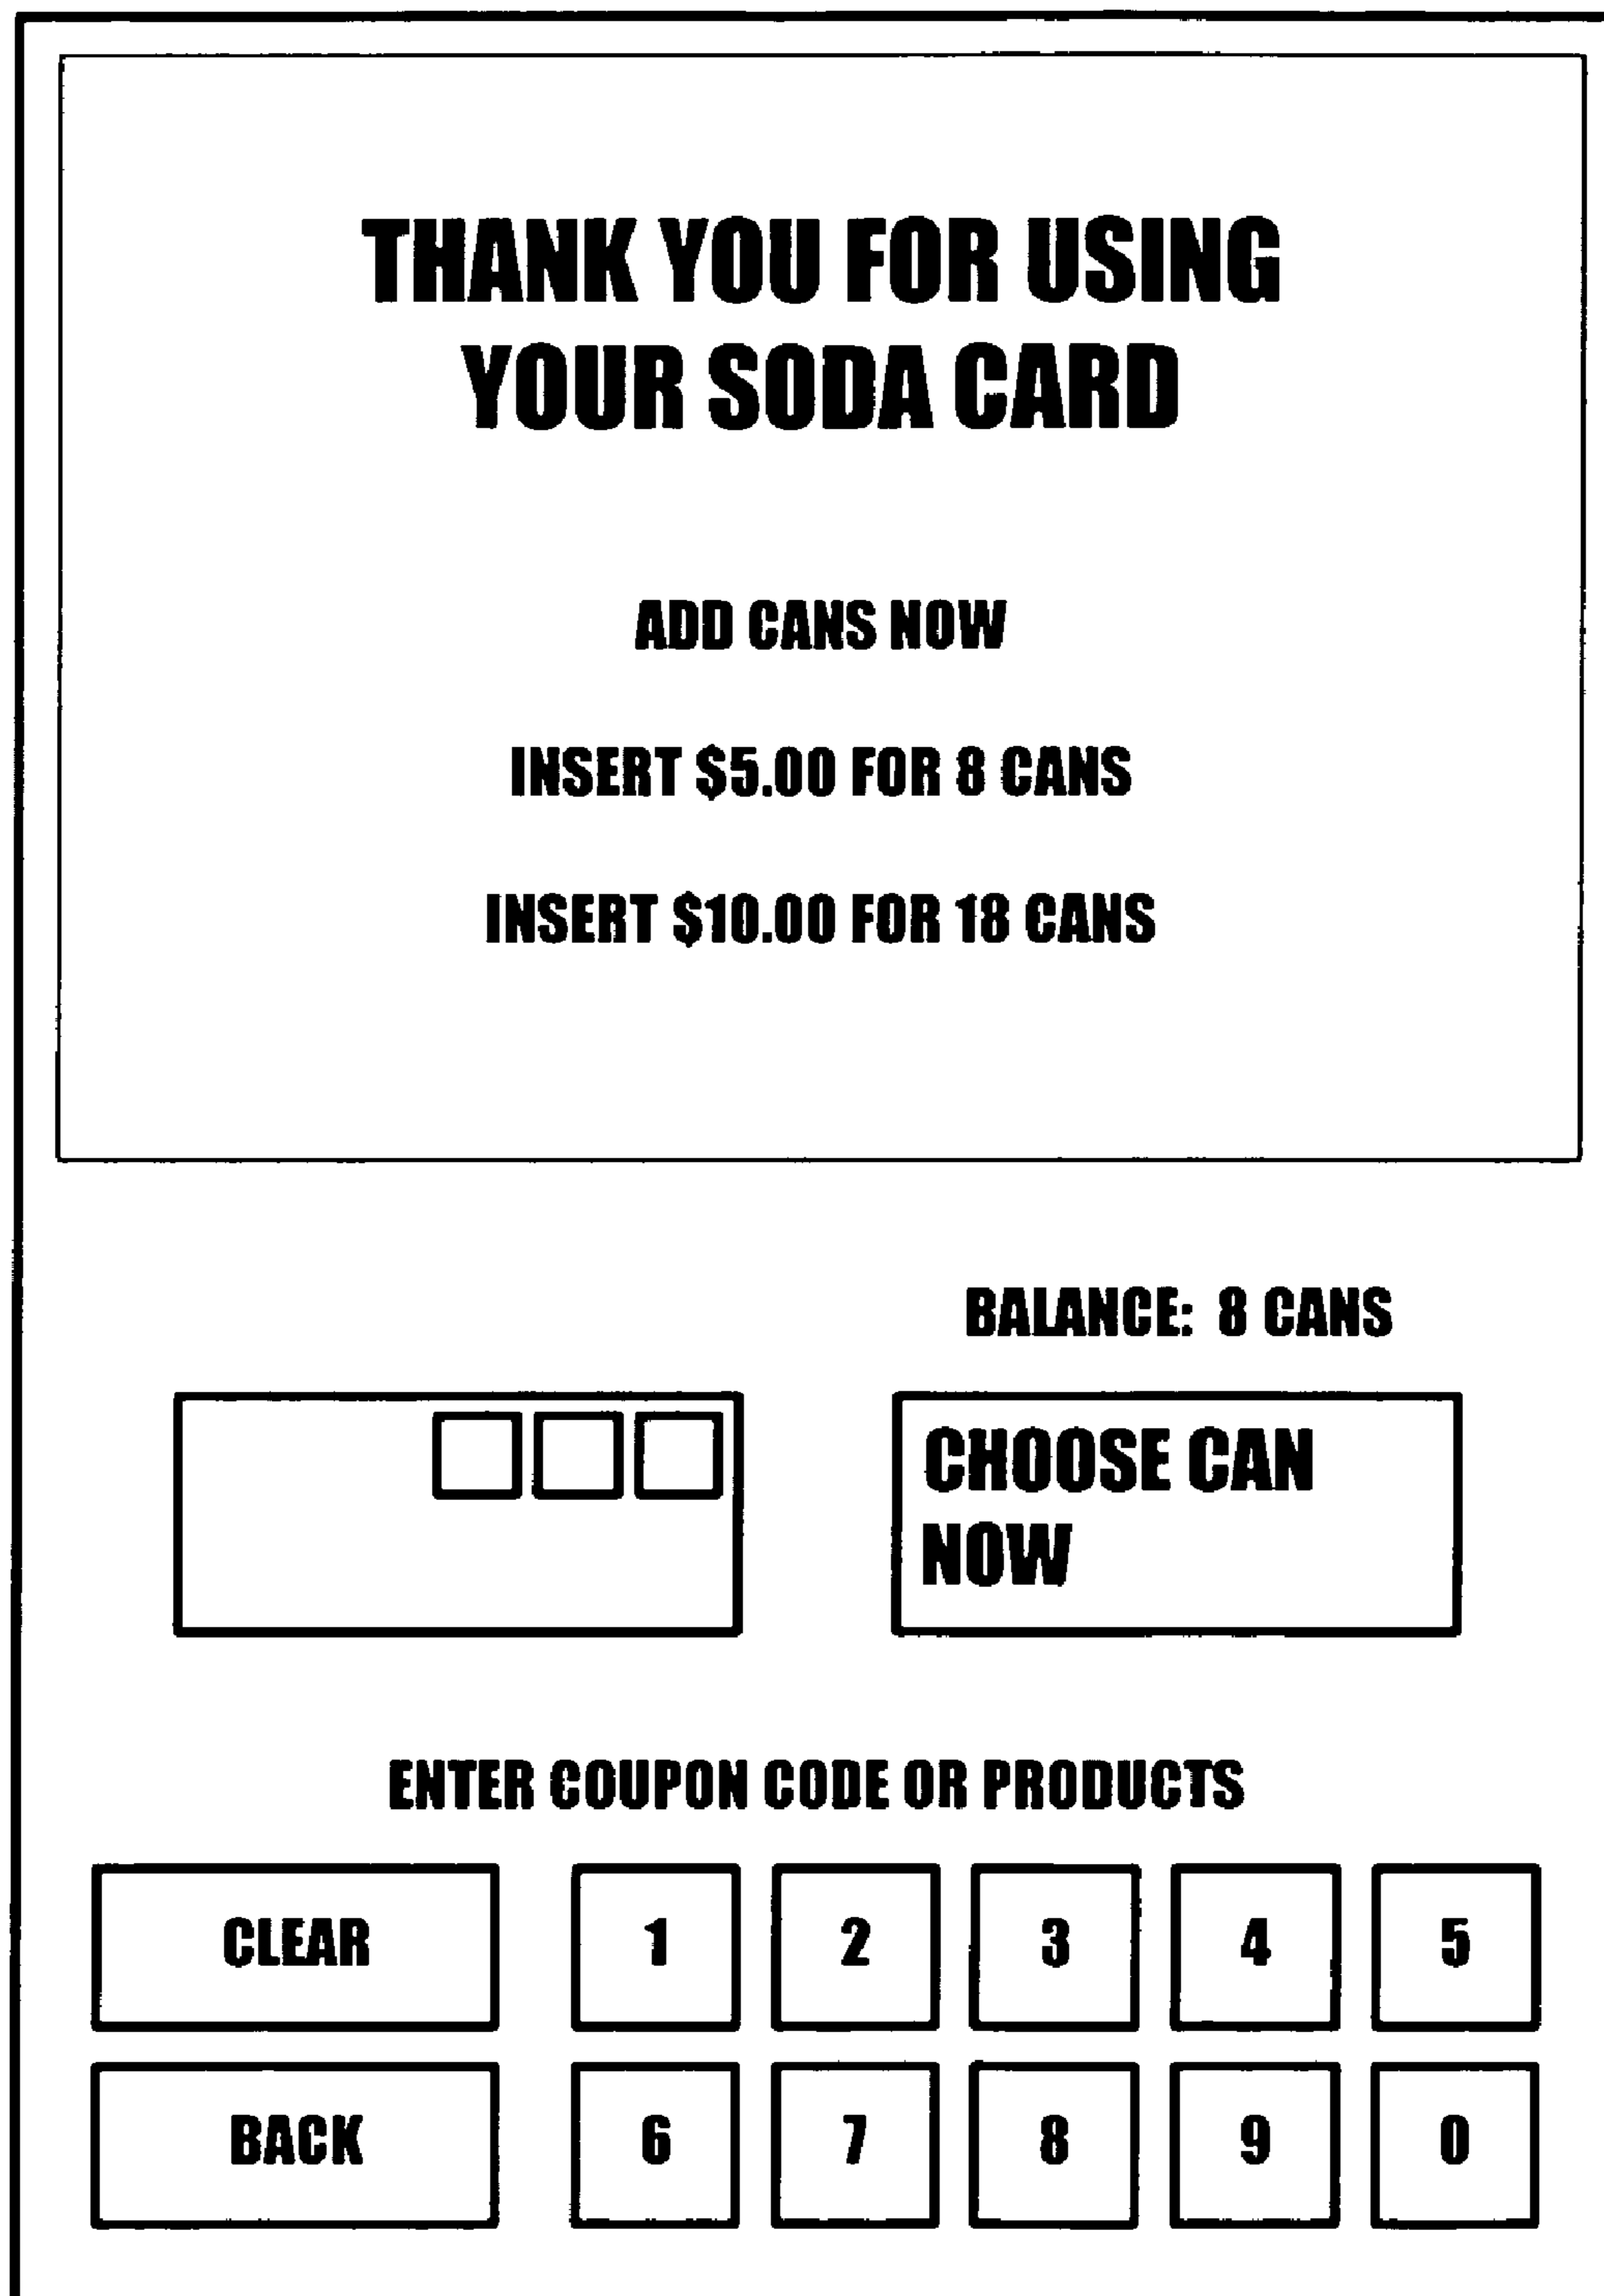 THANK YOU FOR USING
YOUR SODA CARD
ADD CANS NOW
INSERT $5.00 FOR 8 CANS
INSERT $10.00 FOR 18 CANS
BALANCE: 8 CANS
CHOOSE CAN
NOW
ENTER COUPON CODE OR PRODUCTS
CLEAR 1 2 3 4 5
BACK 6 7 8 9 0